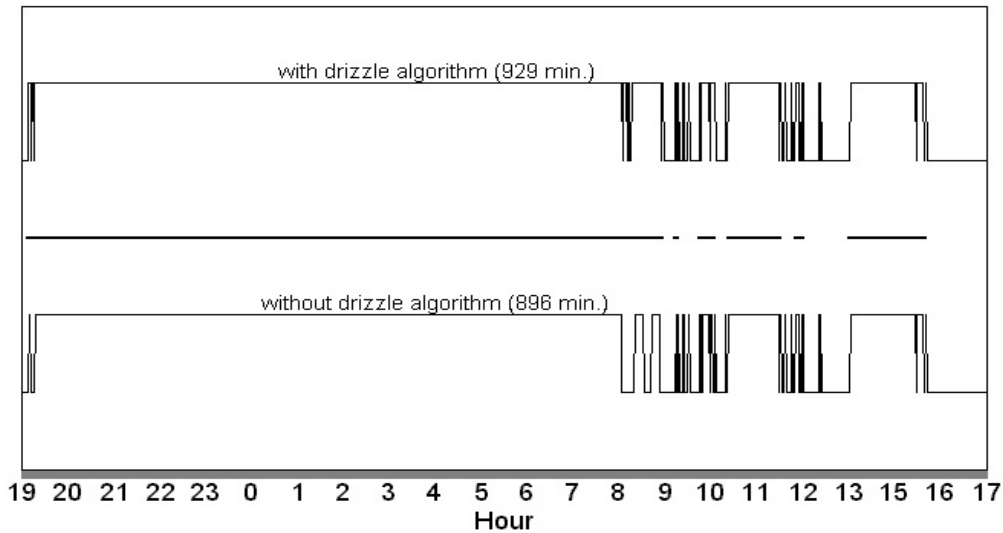 with drizzle algorithm (929 min.)
without drizzle algorithm (896 min.)
19 20 21 22 23 0 1 2 3 4 5 6 7 8 9 10 11 12 13 14 15 16 17
Hour